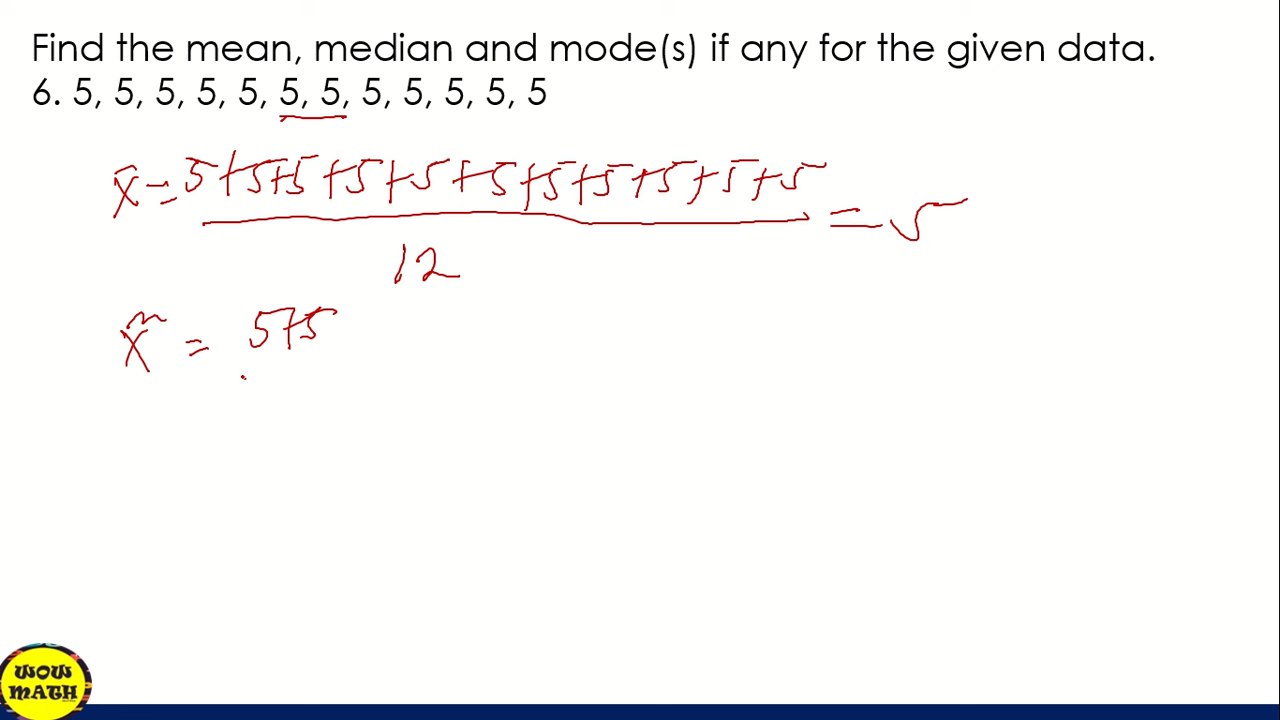 Find the mean, median and mode(s) if any for the given data.
6. 5, 5, 5, 5, 5, 5, 5, 5, 5, 5, 5, 5
x̄ = 5+5+5+5+5+5+5+5+5+5+5 = 5
12
x̃ = 5+5
WOW
MATH